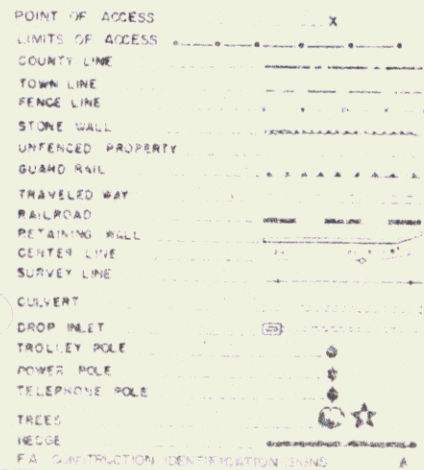 POINT OF ACCESS X
LIMITS OF ACCESS
COUNTY LINE
TOWN LINE
FENCE LINE
STONE WALL
UNFENCED PROPERTY
GUARD RAIL
TRAVELED WAY
RAILROAD
RETAINING WALL
CENTER LINE
SURVEY LINE
CULVERT
DROP INLET
TROLLEY POLE
POWER POLE
TELEPHONE POLE
TREES
HEDGE
F.A. CONSTRUCTION IDENTIFICATION SIGNS A